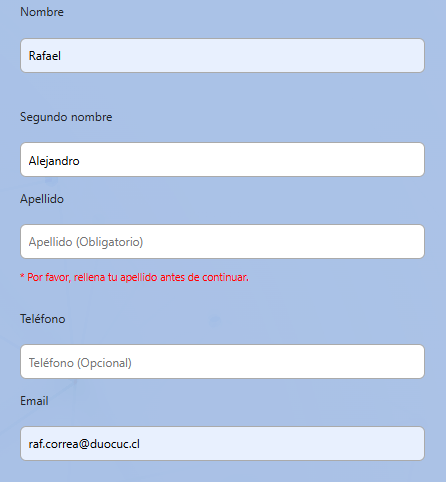 Nombre
Rafael
Segundo nombre
Alejandro
Apellido
Apellido (Obligatorio)
* Por favor, rellena tu apellido antes de continuar.
Teléfono
Teléfono (Opcional)
Email
raf.correa@duocuc.cl